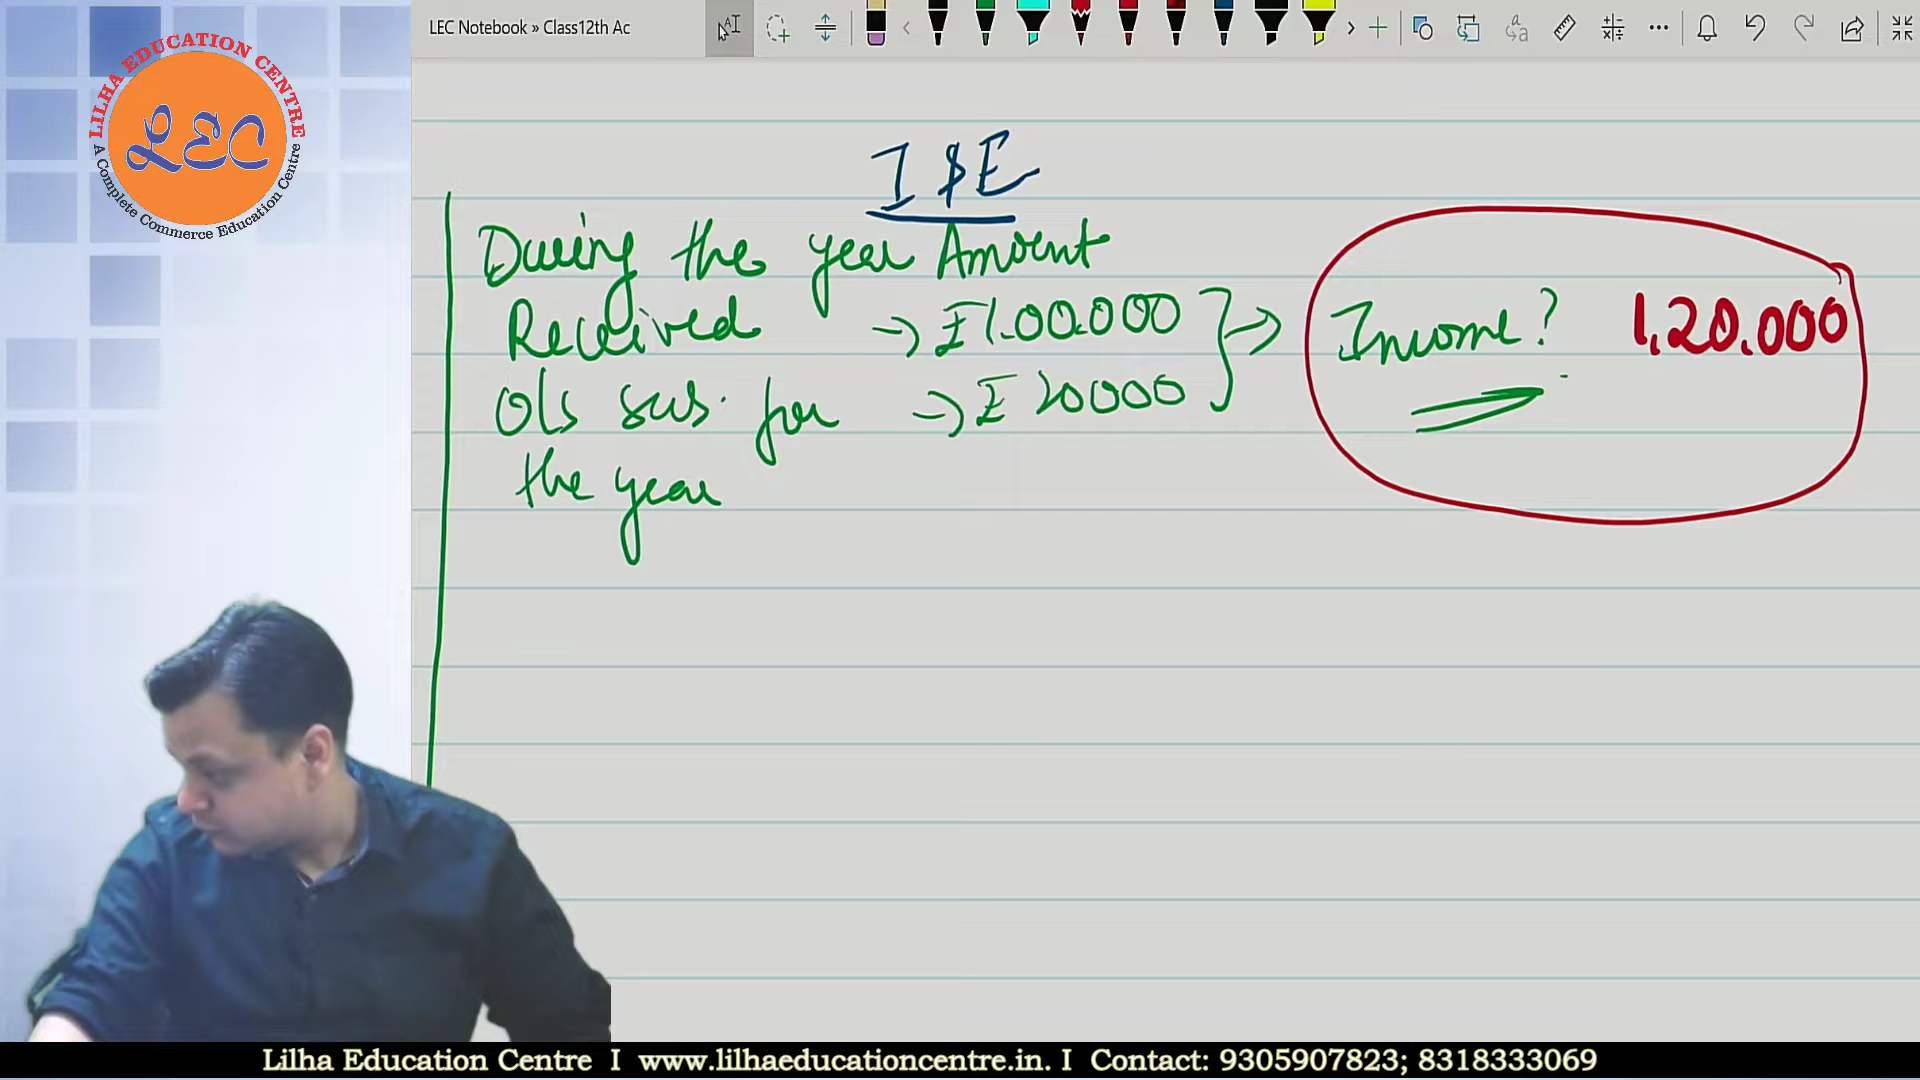 LILHA EDUCATION CENTRE
LEC
A Complete Commerce Education Centre
LEC Notebook » Class12th Ac
I & E
During the year Amount
Received → ₹1,00,000
O/s sub. for → ₹20000
the year
Income? 1,20,000
Lilha Education Centre I www.lilhaeducationcentre.in. I Contact: 9305907823; 8318333069